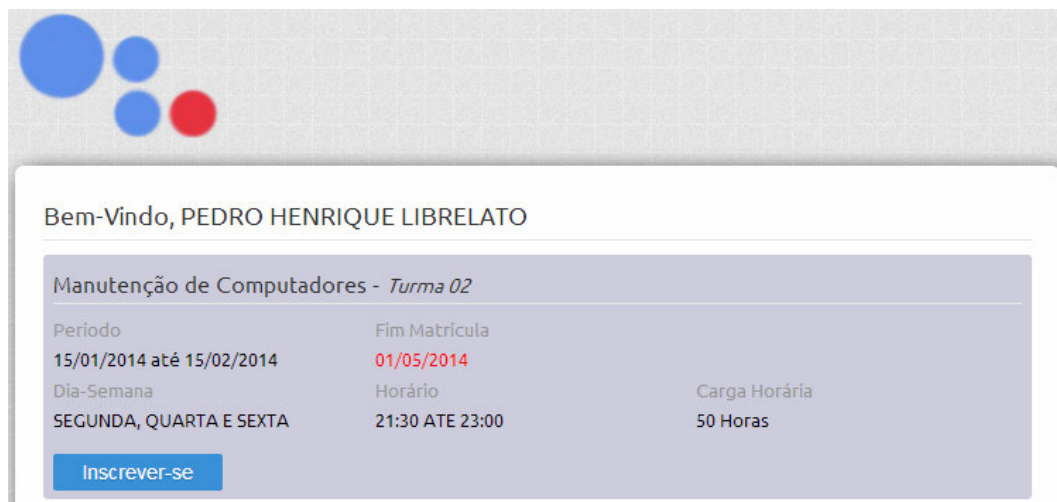 Bem-Vindo, PEDRO HENRIQUE LIBRELATO
Manutenção de Computadores - Turma 02
Período Fim Matrícula
15/01/2014 até 15/02/2014 01/05/2014
Dia-Semana Horário Carga Horária
SEGUNDA, QUARTA E SEXTA 21:30 ATE 23:00 50 Horas
Inscrever-se